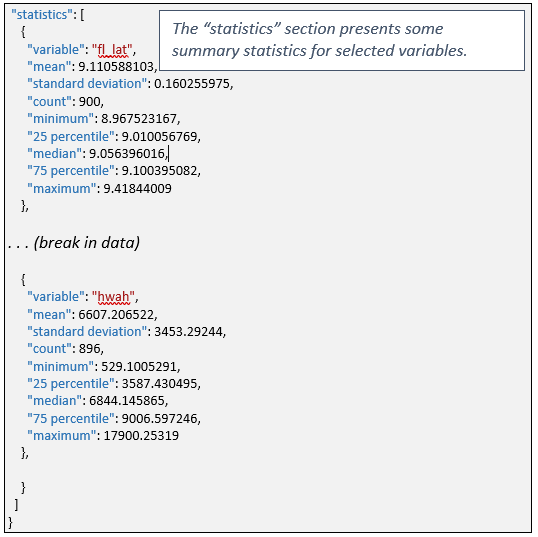 "statistics": [
The “statistics” section presents some
summary statistics for selected variables.
{
"variable": "fl_lat",
"mean": 9.110588103,
"standard deviation": 0.160255975,
"count": 900,
"minimum": 8.967523167,
"25 percentile": 9.010056769,
"median": 9.056396016,
"75 percentile": 9.100395082,
"maximum": 9.41844009
},
. . . (break in data)
{
"variable": "hwah",
"mean": 6607.206522,
"standard deviation": 3453.29244,
"count": 896,
"minimum": 529.1005291,
"25 percentile": 3587.430495,
"median": 6844.145865,
"75 percentile": 9006.597246,
"maximum": 17900.25319
},
}
]
}